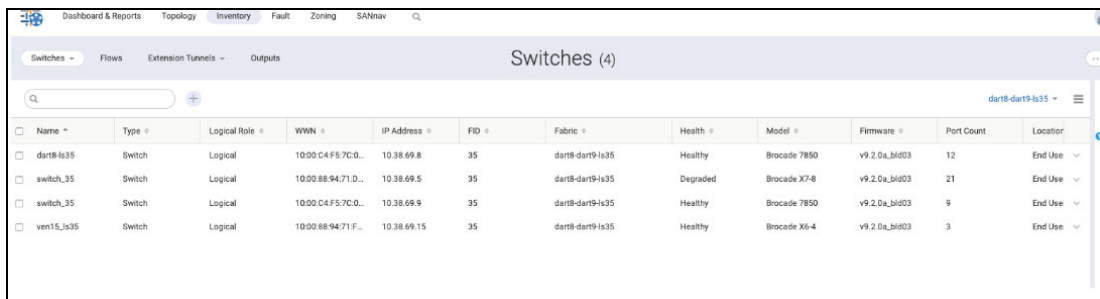 Dashboard & Reports Topology Inventory Fault Zoning SANnav
Switches Flows Extension Tunnels Outputs Switches (4)
dart8-dart9-ls35
Name Type Logical Role WWN IP Address FID Fabric Health Model Firmware Port Count Location
dart8-ls35 Switch Logical 10:00:C4:F5:7C:0... 10.38.69.8 35 dart8-dart9-ls35 Healthy Brocade 7850 v9.2.0a_bld03 12 End Use
switch_35 Switch Logical 10:00:88:94:71:D... 10.38.69.5 35 dart8-dart9-ls35 Degraded Brocade X7-8 v9.2.0a_bld03 21 End Use
switch_35 Switch Logical 10:00:C4:F5:7C:0... 10.38.69.9 35 dart8-dart9-ls35 Healthy Brocade 7850 v9.2.0a_bld03 9 End Use
ven15_ls35 Switch Logical 10:00:88:94:71:F... 10.38.69.15 35 dart8-dart9-ls35 Healthy Brocade X6-4 v9.2.0a_bld03 3 End Use